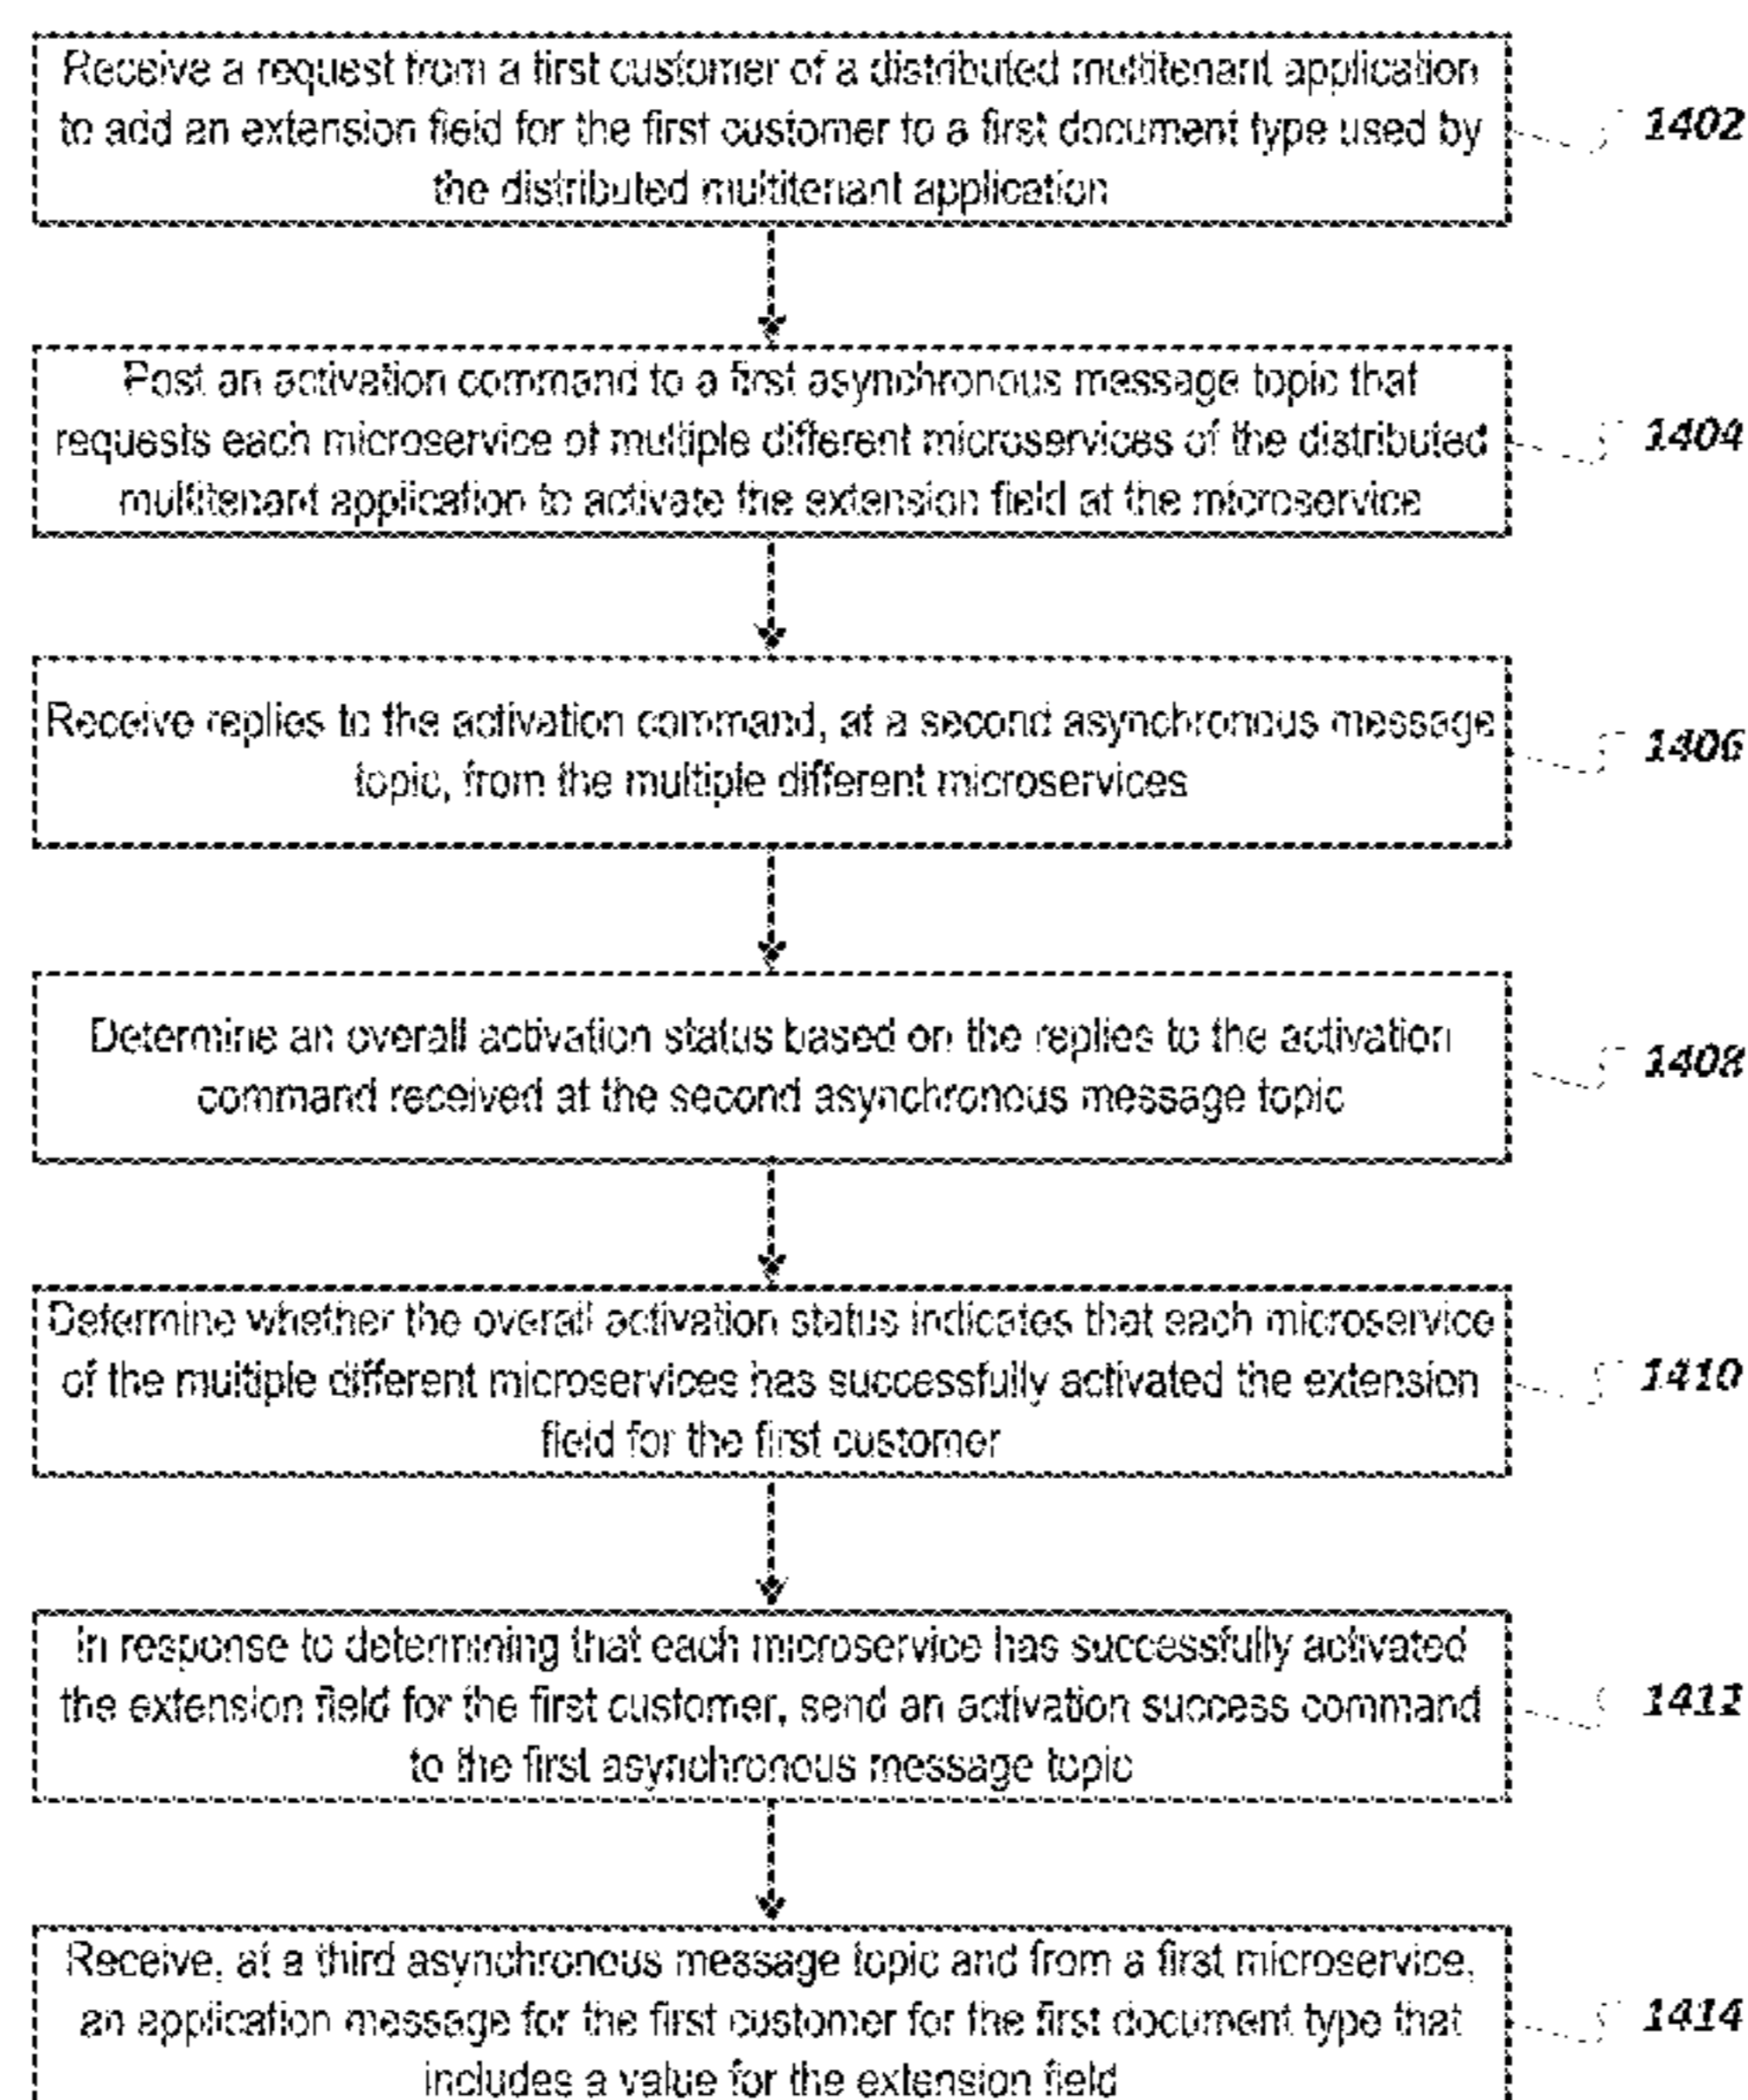 Receive a request from a first customer of a distributed multitenant application
to add an extension field for the first customer to a first document type used by
the distributed multitenant application
1402
Post an activation command to a first asynchronous message topic that
requests each microservice of multiple different microservices of the distributed
multitenant application to activate the extension field at the microservice
1404
Receive replies to the activation command, at a second asynchronous message
topic, from the multiple different microservices
1406
Determine an overall activation status based on the replies to the activation
command received at the second asynchronous message topic
1408
Determine whether the overall activation status indicates that each microservice
of the multiple different microservices has successfully activated the extension
field for the first customer
1410
In response to determining that each microservice has successfully activated
the extension field for the first customer, send an activation success command
to the first asynchronous message topic
1412
Receive, at a third asynchronous message topic and from a first microservice,
an application message for the first customer for the first document type that
includes a value for the extension field
1414